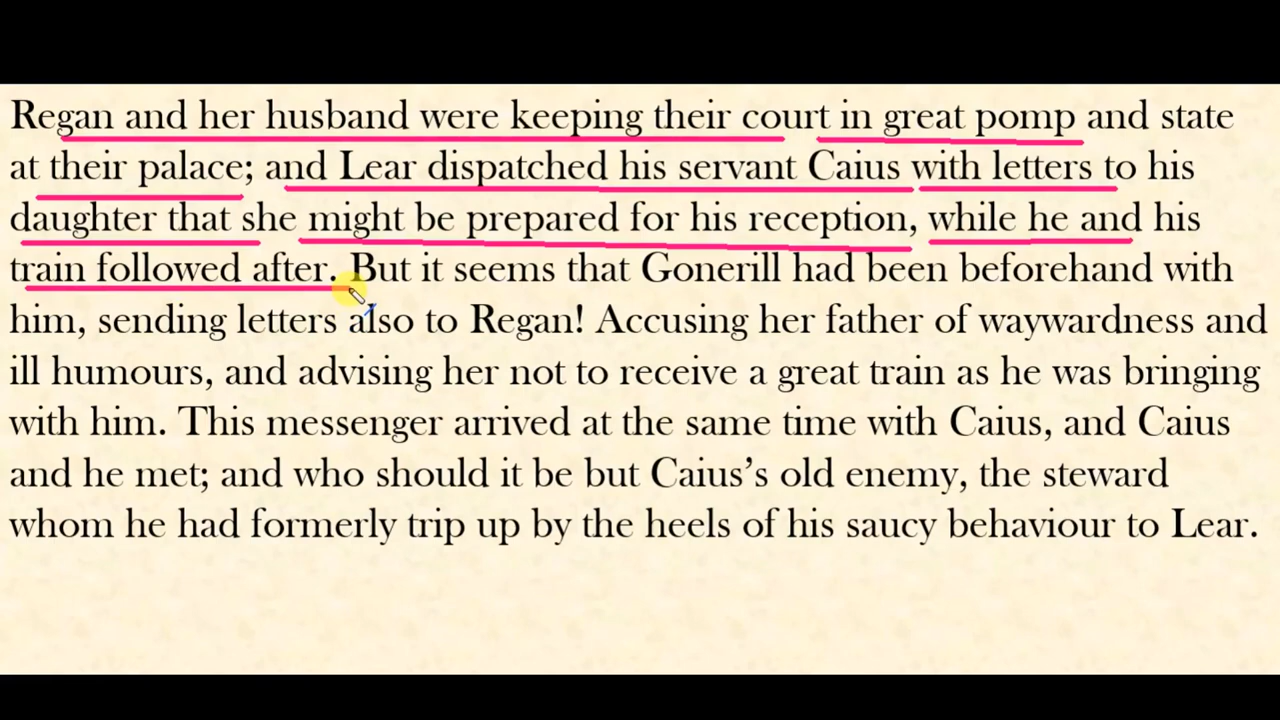 Regan and her husband were keeping their court in great pomp and state
at their palace; and Lear dispatched his servant Caius with letters to his
daughter that she might be prepared for his reception, while he and his
train followed after. But it seems that Gonerill had been beforehand with
him, sending letters also to Regan! Accusing her father of waywardness and
ill humours, and advising her not to receive a great train as he was bringing
with him. This messenger arrived at the same time with Caius, and Caius
and he met; and who should it be but Caius’s old enemy, the steward
whom he had formerly trip up by the heels of his saucy behaviour to Lear.